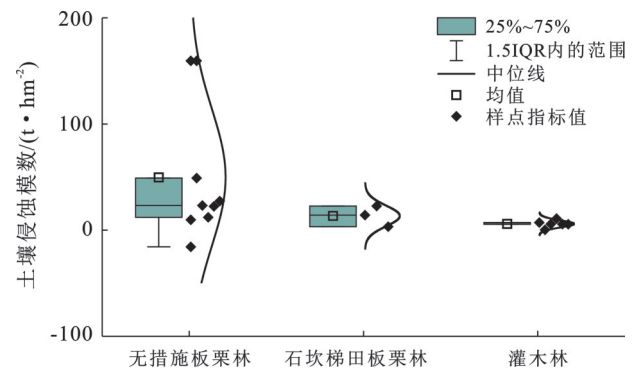 土壤侵蚀模数/(t·hm⁻²)
200
100
0
-100
25%~75%
1.5IQR内的范围
中位线
均值
样点指标值
无措施板栗林
石坎梯田板栗林
灌木林